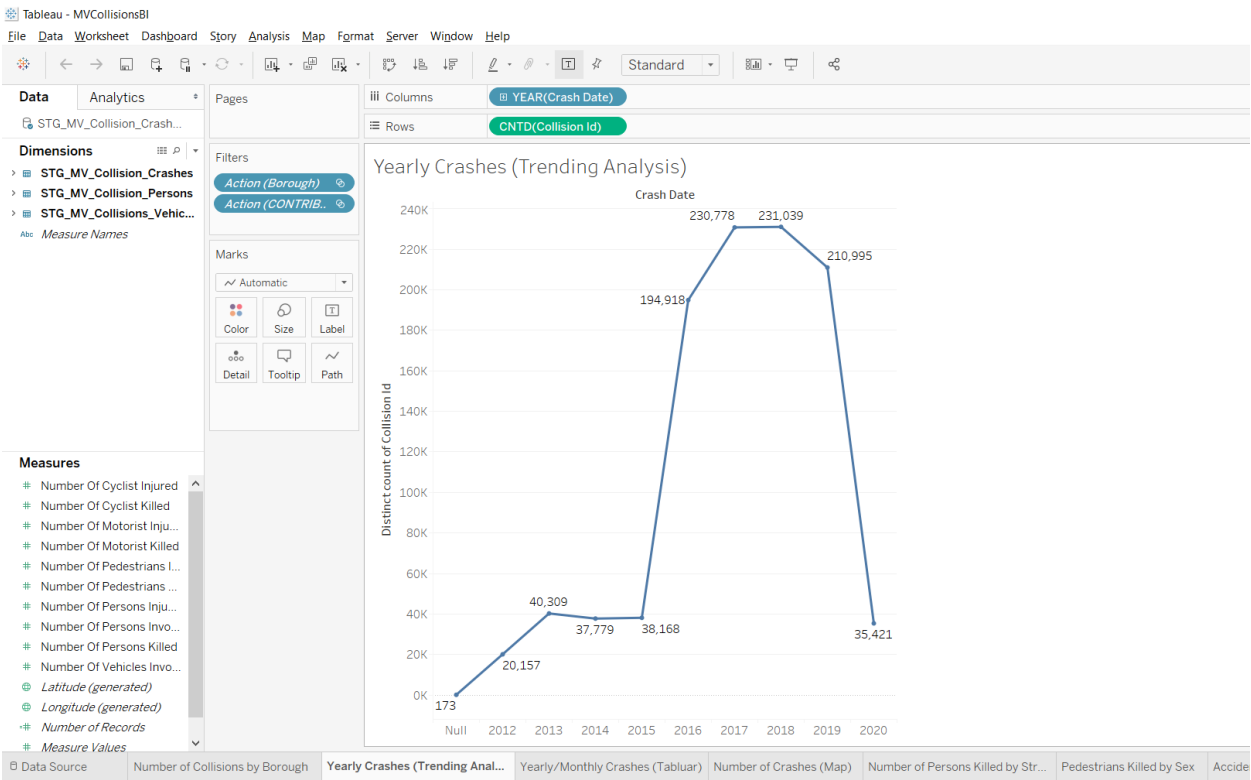 Tableau - MVCollisionsBI
File Data Worksheet Dashboard Story Analysis Map Format Server Window Help
Standard
Data Analytics
STG_MV_Collision_Crash...
Dimensions
STG_MV_Collision_Crashes
STG_MV_Collision_Persons
STG_MV_Collisions_Vehic...
Abc Measure Names
Measures
# Number Of Cyclist Injured
# Number Of Cyclist Killed
# Number Of Motorist Inju...
# Number Of Motorist Killed
# Number Of Pedestrians I...
# Number Of Pedestrians ...
# Number Of Persons Inju...
# Number Of Persons Invo...
# Number Of Persons Killed
# Number Of Vehicles Invo...
Latitude (generated)
Longitude (generated)
# Number of Records
# Measure Values
Pages
Filters
Action (Borough)
Action (CONTRIB..
Marks
Automatic
Color Size Label
Detail Tooltip Path
Columns YEAR(Crash Date)
Rows CNTD(Collision Id)
Yearly Crashes (Trending Analysis)
Crash Date
Distinct count of Collision Id
240K
220K
200K
180K
160K
140K
120K
100K
80K
60K
40K
20K
0K
230,778 231,039
210,995
194,918
40,309
37,779 38,168
20,157
35,421
173
Null 2012 2013 2014 2015 2016 2017 2018 2019 2020
Data Source Number of Collisions by Borough Yearly Crashes (Trending Anal... Yearly/Monthly Crashes (Tabluar) Number of Crashes (Map) Number of Persons Killed by Str... Pedestrians Killed by Sex Accide